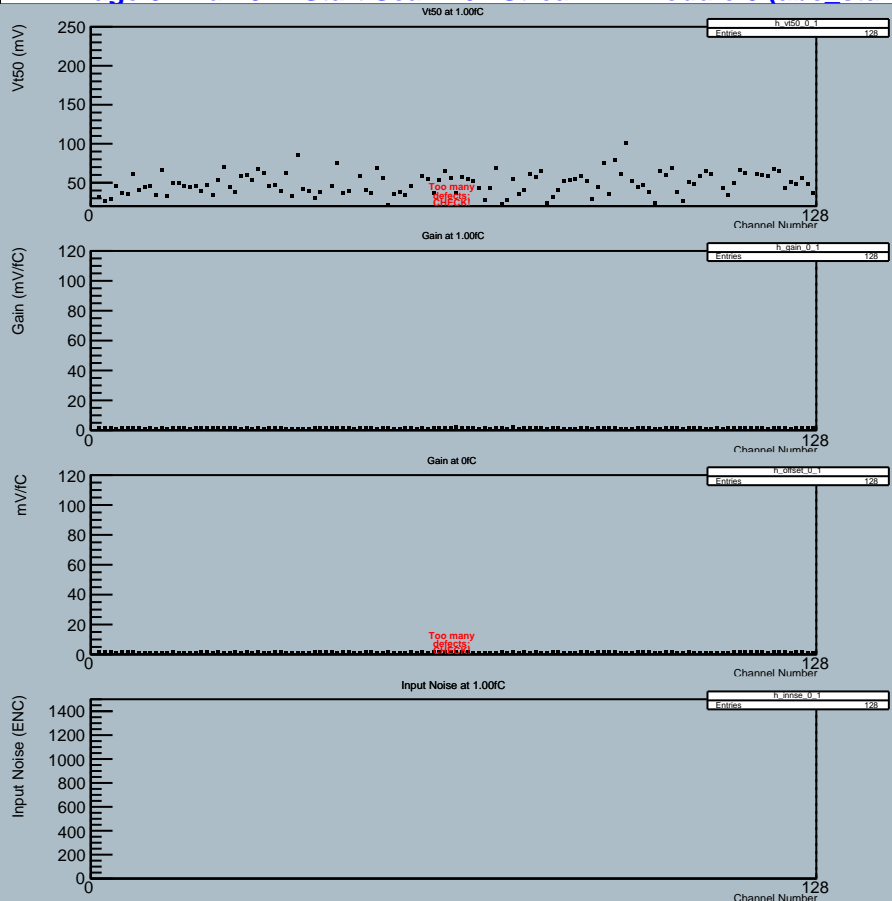 Vt50 at 1.00fC
h_vt50_0_1
Entries 128
Vt50 (mV)
250
200
150
100
50
Too many
defects:
CHECK!
0
128
Channel Number
Gain at 1.00fC
h_gain_0_1
Entries 128
Gain (mV/fC)
120
100
80
60
40
20
0
0
128
Channel Number
Gain at 0fC
h_offset_0_1
Entries 128
mV/fC
120
100
80
60
40
20
Too many
defects:
0
0
128
Channel Number
Input Noise at 1.00fC
h_innse_0_1
Entries 128
Input Noise (ENC)
1400
1200
1000
800
600
400
200
0
0
128
Channel Number